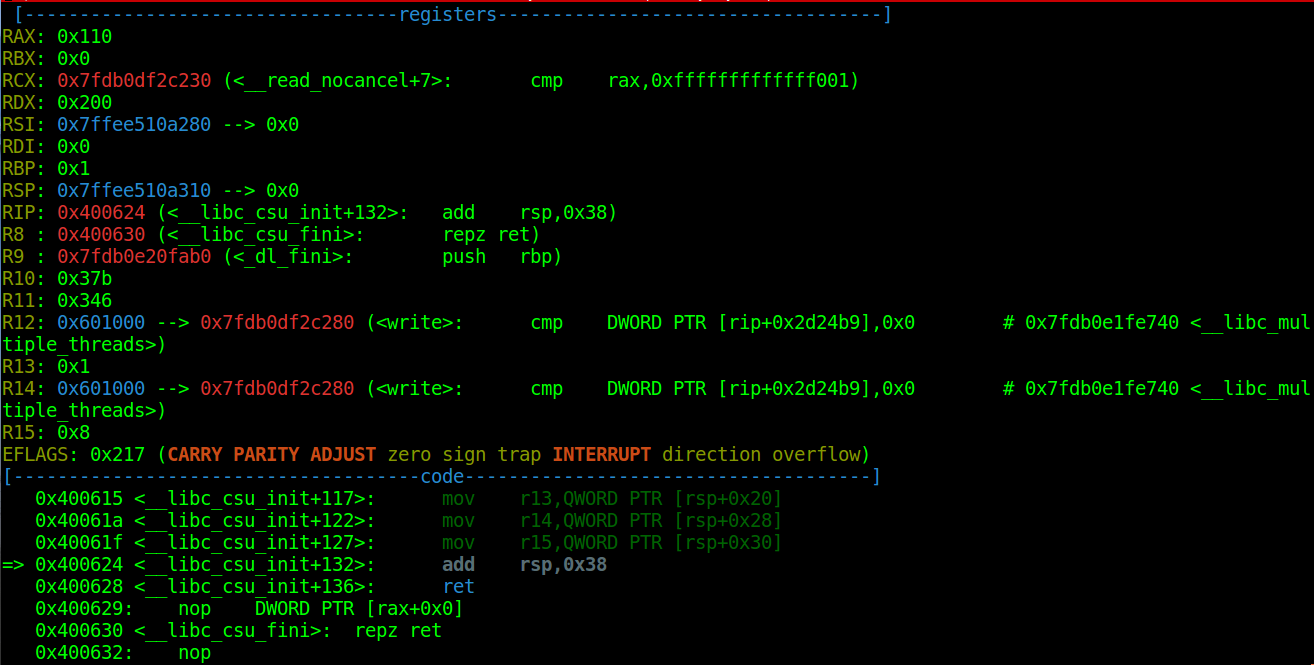 [----------------------------------registers-----------------------------------]
RAX: 0x110
RBX: 0x0
RCX: 0x7fdb0df2c230 (<__read_nocancel+7>:       cmp    rax,0xfffffffffffff001)
RDX: 0x200
RSI: 0x7ffee510a280 --> 0x0
RDI: 0x0
RBP: 0x1
RSP: 0x7ffee510a310 --> 0x0
RIP: 0x400624 (<__libc_csu_init+132>:   add    rsp,0x38)
R8 : 0x400630 (<__libc_csu_fini>:       repz ret)
R9 : 0x7fdb0e20fab0 (<_dl_fini>:        push   rbp)
R10: 0x37b
R11: 0x346
R12: 0x601000 --> 0x7fdb0df2c280 (<write>:      cmp    DWORD PTR [rip+0x2d24b9],0x0        # 0x7fdb0e1fe740 <__libc_mul
tiple_threads>)
R13: 0x1
R14: 0x601000 --> 0x7fdb0df2c280 (<write>:      cmp    DWORD PTR [rip+0x2d24b9],0x0        # 0x7fdb0e1fe740 <__libc_mul
tiple_threads>)
R15: 0x8
EFLAGS: 0x217 (CARRY PARITY ADJUST zero sign trap INTERRUPT direction overflow)
[-------------------------------------code-------------------------------------]
   0x400615 <__libc_csu_init+117>:      mov    r13,QWORD PTR [rsp+0x20]
   0x40061a <__libc_csu_init+122>:      mov    r14,QWORD PTR [rsp+0x28]
   0x40061f <__libc_csu_init+127>:      mov    r15,QWORD PTR [rsp+0x30]
=> 0x400624 <__libc_csu_init+132>:      add    rsp,0x38
   0x400628 <__libc_csu_init+136>:      ret
   0x400629:    nop    DWORD PTR [rax+0x0]
   0x400630 <__libc_csu_fini>:  repz ret
   0x400632:    nop